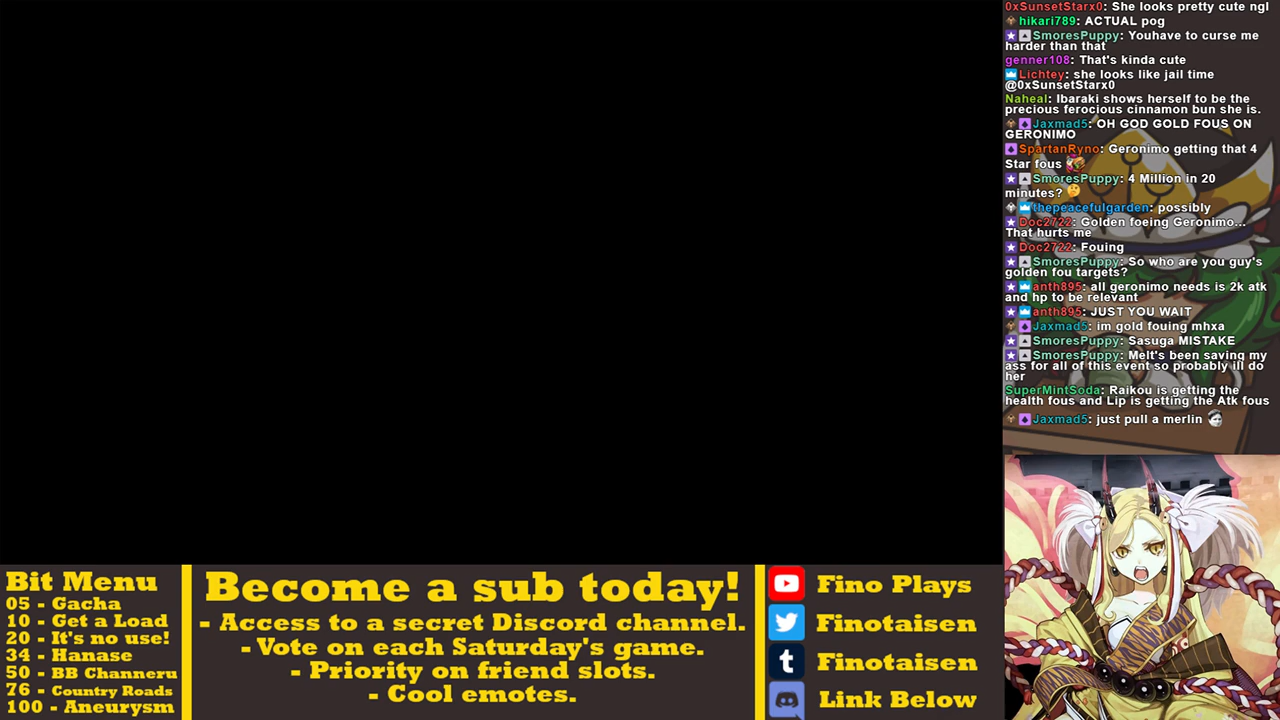 0xSunsetStarx0: She looks pretty cute ngl
hikari789: ACTUAL pog
SmoresPuppy: Youhave to curse me
harder than that
genner108: That's kinda cute
Lichtey: she looks like jail time
@0xSunsetStarx0
Naheal: Ibaraki shows herself to be the
precious ferocious cinnamon bun she is.
Jaxmad5: OH GOD GOLD FOUS ON
GERONIMO
SpartanRyno: Geronimo getting that 4
Star fous
SmoresPuppy: 4 Million in 20
minutes?
thepeacefulgarden: possibly
Doc2722: Golden foeing Geronimo...
That hurts me
Doc2722: Fouing
SmoresPuppy: So who are you guy's
golden fou targets?
anth895: all geronimo needs is 2k atk
and hp to be relevant
anth895: JUST YOU WAIT
Jaxmad5: im gold fouing mhxa
SmoresPuppy: Sasuga MISTAKE
SmoresPuppy: Melt's been saving my
ass for all of this event so probably ill do
her
SuperMintSoda: Raikou is getting the
health fous and Lip is getting the Atk fous
Jaxmad5: just pull a merlin
Bit Menu
05 - Gacha
10 - Get a Load
20 - It's no use!
34 - Hanase
50 - BB Channeru
76 - Country Roads
100 - Aneurysm
Become a sub today!
- Access to a secret Discord channel.
- Vote on each Saturday's game.
- Priority on friend slots.
- Cool emotes.
Fino Plays
Finotaisen
t Finotaisen
Link Below